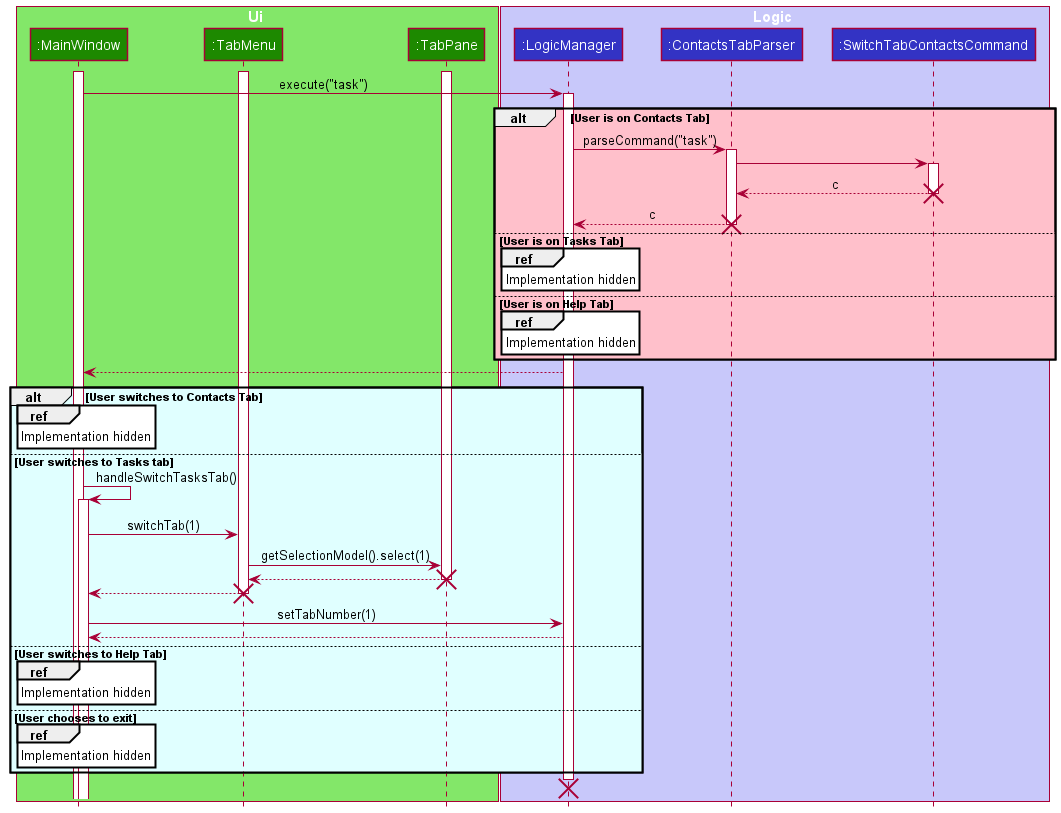 Ui
Logic
:MainWindow
:TabMenu
:TabPane
:LogicManager
:ContactsTabParser
:SwitchTabContactsCommand
execute("task")
alt
[User is on Contacts Tab]
parseCommand("task")
c
c
[User is on Tasks Tab]
ref
Implementation hidden
[User is on Help Tab]
ref
Implementation hidden
alt
[User switches to Contacts Tab]
ref
Implementation hidden
[User switches to Tasks tab]
handleSwitchTasksTab()
switchTab(1)
getSelectionModel().select(1)
setTabNumber(1)
[User switches to Help Tab]
ref
Implementation hidden
[User chooses to exit]
ref
Implementation hidden